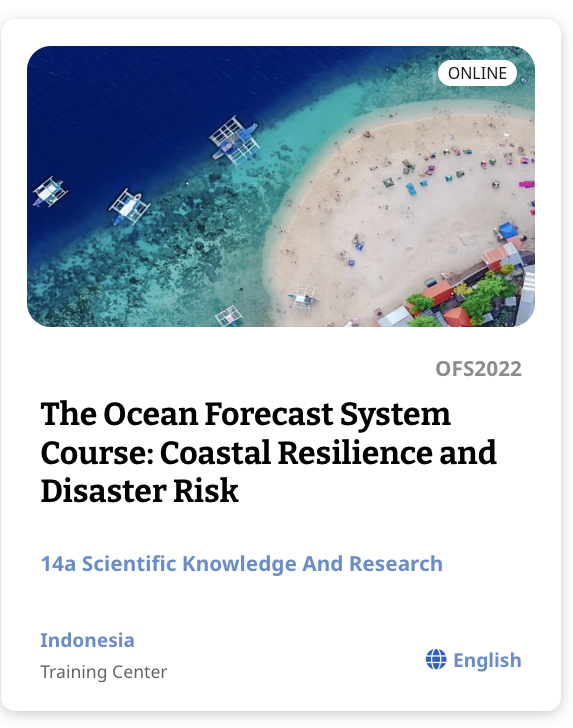 ONLINE
OFS2022
The Ocean Forecast System
Course: Coastal Resilience and
Disaster Risk
14a Scientific Knowledge And Research
Indonesia
Training Center
English